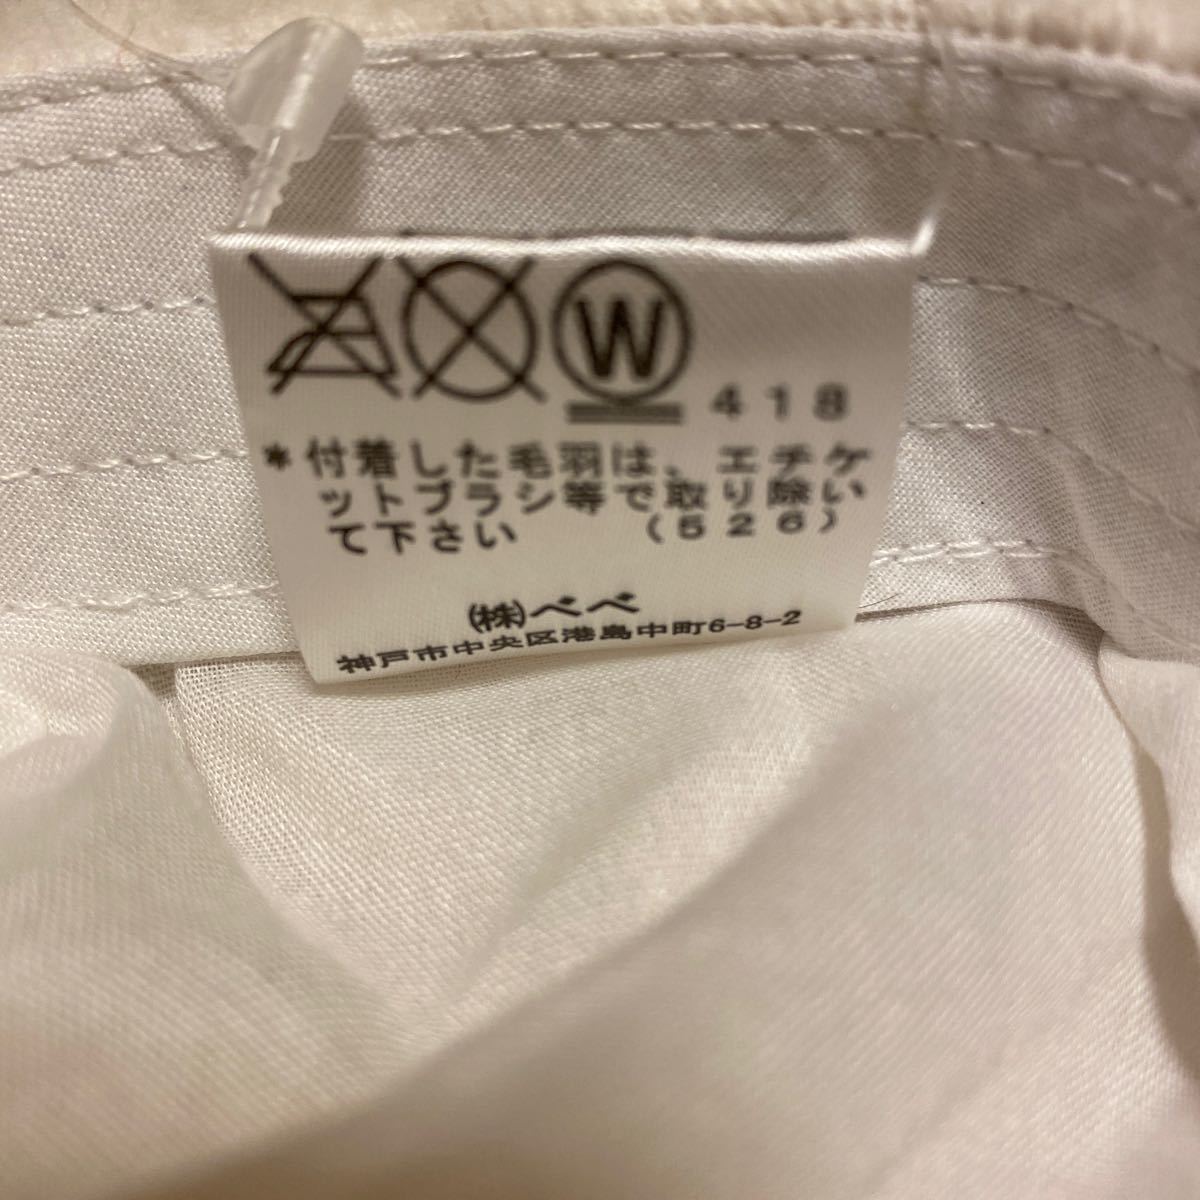 W 418
*付着した毛羽は、エチケ
ットブラシ等で取り除い
て下さい (526)
(株)べべ
神戸市中央区港島中町6-8-2